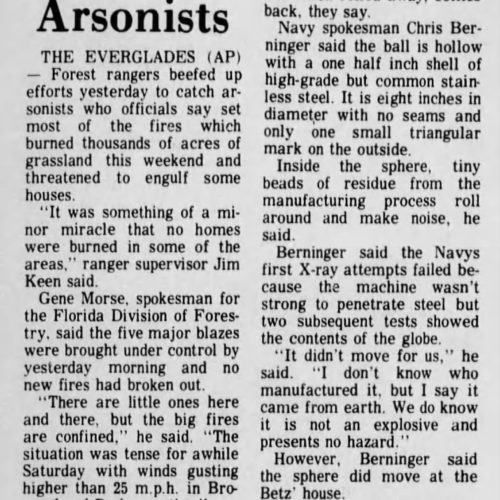 Arsonists
THE EVERGLADES (AP)
— Forest rangers beefed up
efforts yesterday to catch ar-
sonists who officials say set
most of the fires which
burned thousands of acres of
grassland this weekend and
threatened to engulf some
houses.
"It was something of a mi-
nor miracle that no homes
were burned in some of the
areas," ranger supervisor Jim
Keen said.
Gene Morse, spokesman for
the Florida Division of Fores-
try, said the five major blazes
were brought under control by
yesterday morning and no
new fires had broken out.
"There are little ones here
and there, but the big fires
are confined," he said. "The
situation was tense for awhile
Saturday with winds gusting
higher than 25 m.p.h. in Bro-
back, they say.
Navy spokesman Chris Ber-
ninger said the ball is hollow
with a one half inch shell of
high-grade but common stain-
less steel. It is eight inches in
diameter with no seams and
only one small triangular
mark on the outside.
Inside the sphere, tiny
beads of residue from the
manufacturing process roll
around and make noise, he
said.
Berninger said the Navys
first X-ray attempts failed be-
cause the machine wasn't
strong to penetrate steel but
two subsequent tests showed
the contents of the globe.
"It didn't move for us," he
said. "I don't know who
manufactured it, but I say it
came from earth. We do know
it is not an explosive and
presents no hazard."
However, Berninger said
the sphere did move at the
Betz' house.